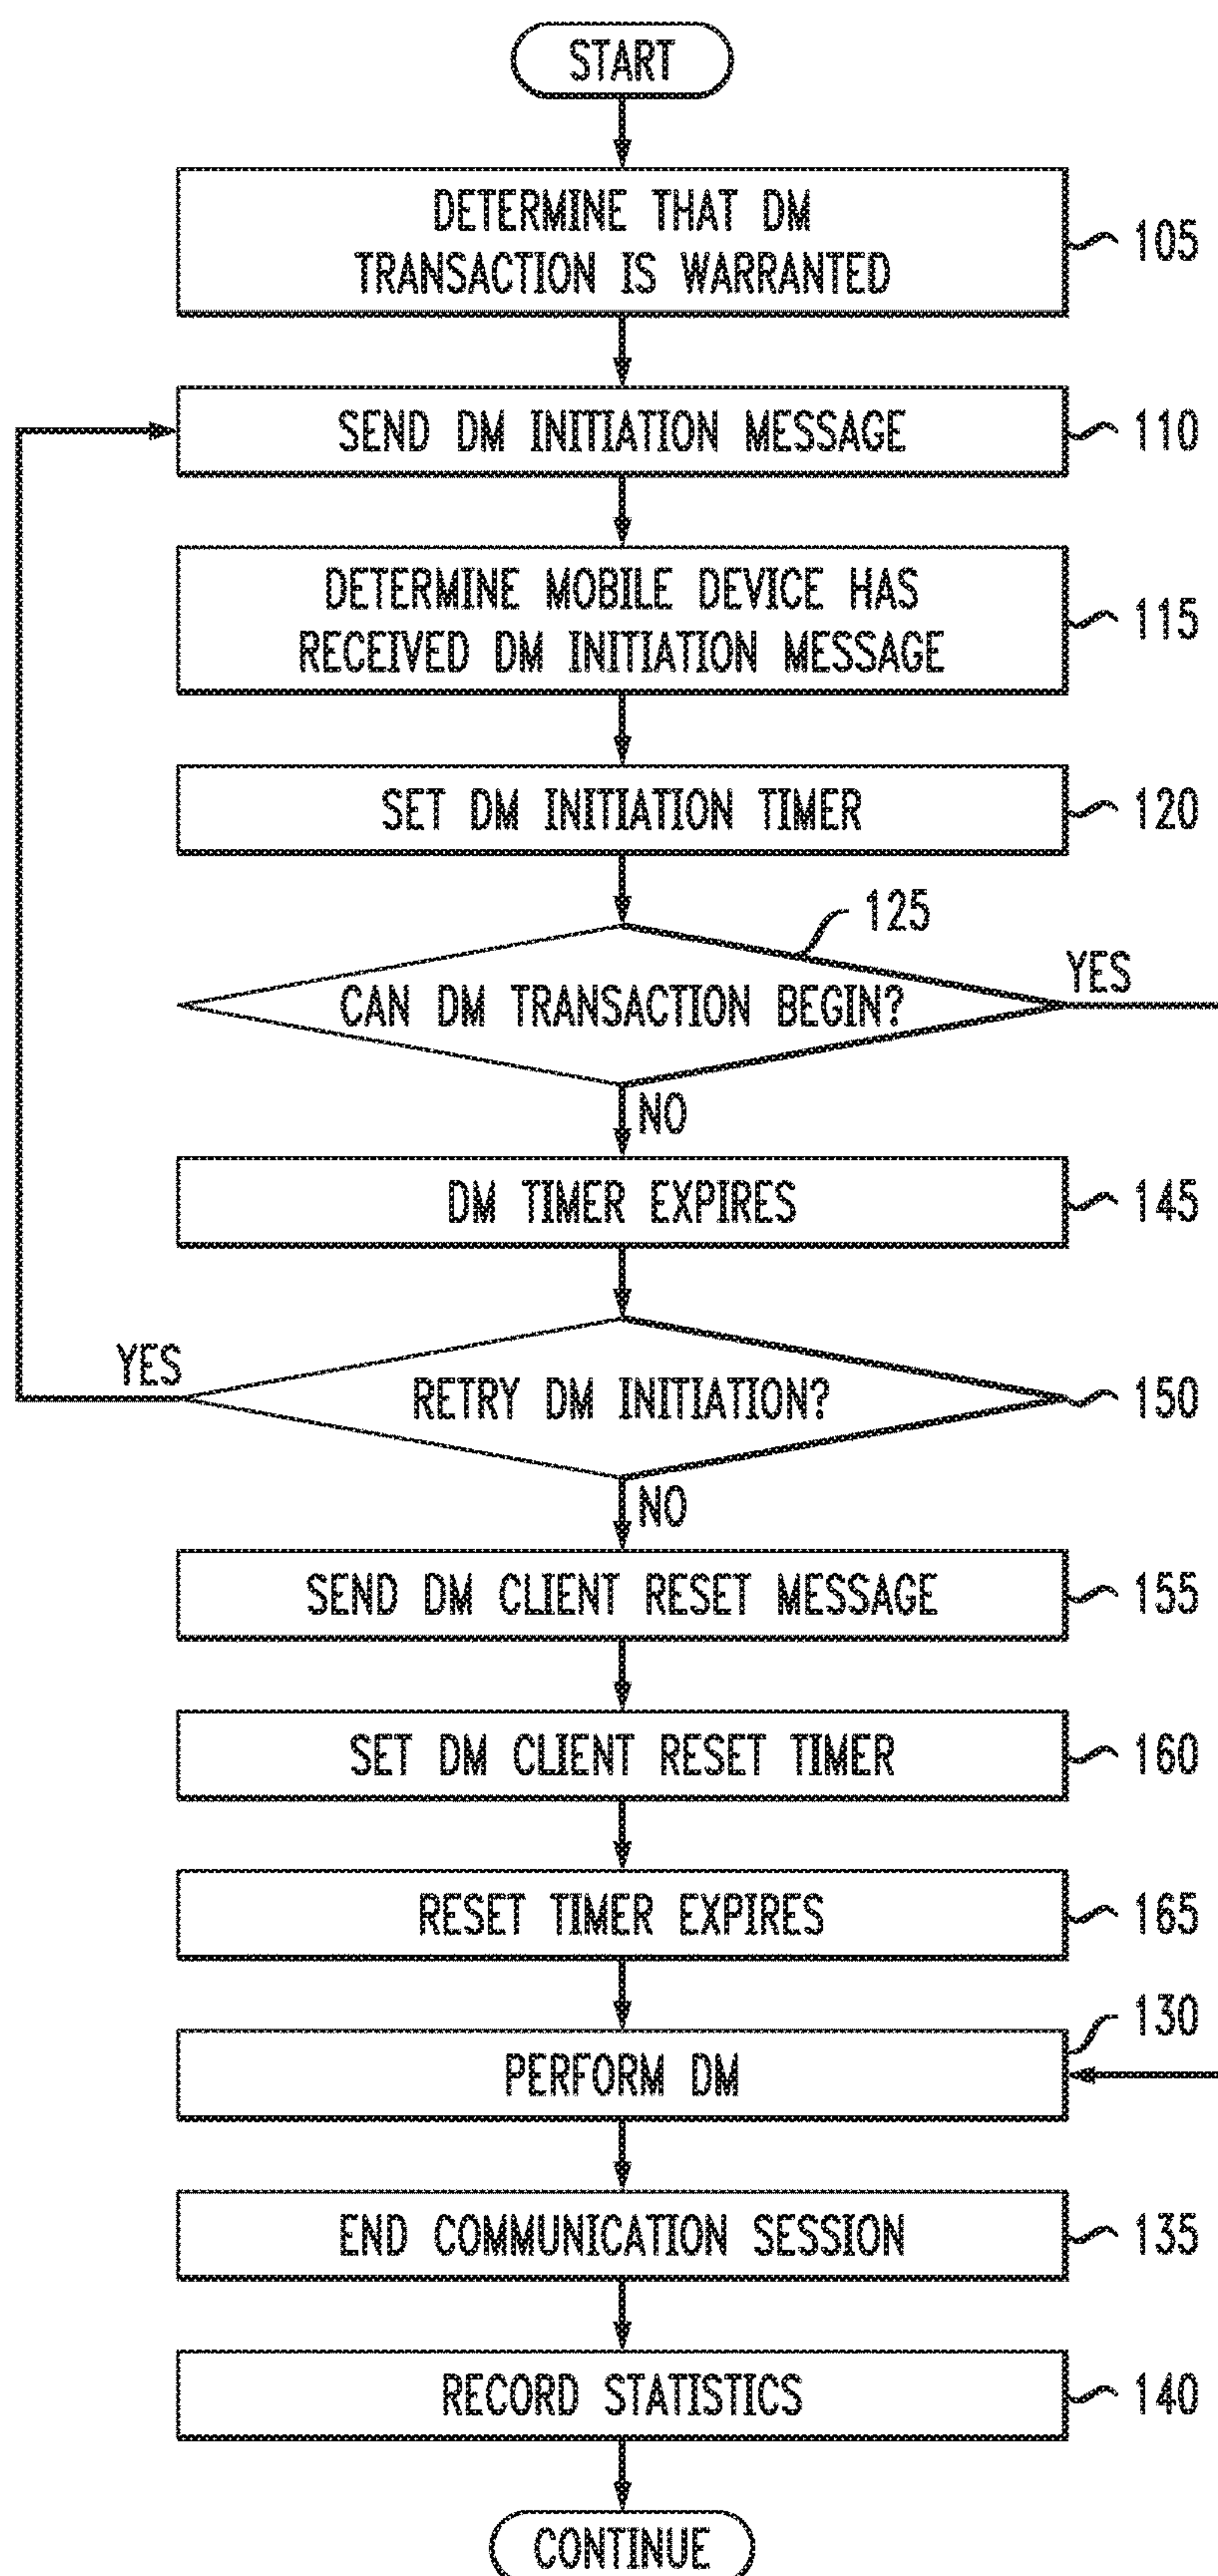 START
DETERMINE THAT DM
TRANSACTION IS WARRANTED
105
SEND DM INITIATION MESSAGE
110
DETERMINE MOBILE DEVICE HAS
RECEIVED DM INITIATION MESSAGE
115
SET DM INITIATION TIMER
120
125
CAN DM TRANSACTION BEGIN?
YES
NO
DM TIMER EXPIRES
145
YES
RETRY DM INITIATION?
150
NO
SEND DM CLIENT RESET MESSAGE
155
SET DM CLIENT RESET TIMER
160
RESET TIMER EXPIRES
165
130
PERFORM DM
END COMMUNICATION SESSION
135
RECORD STATISTICS
140
CONTINUE